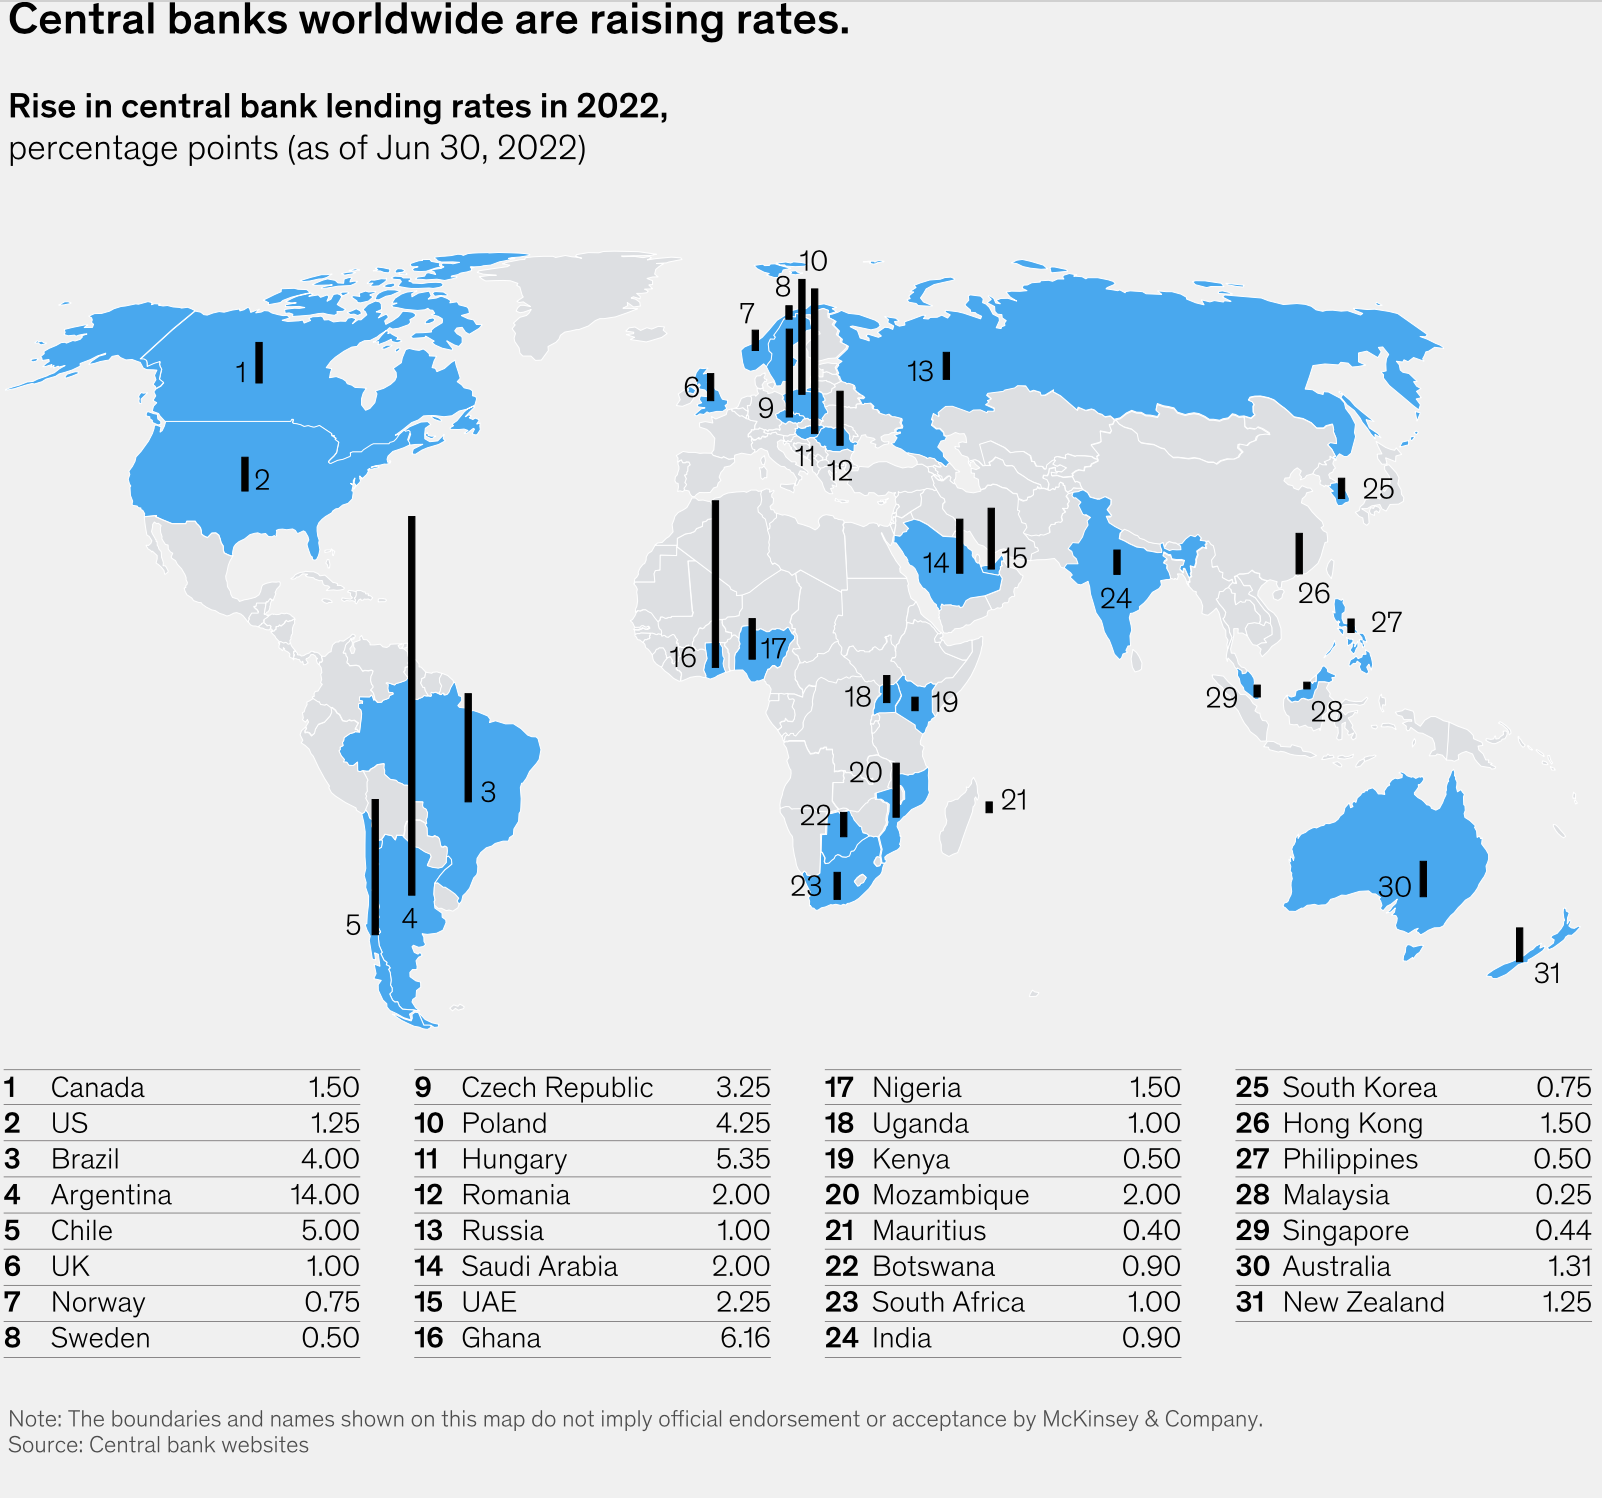 Central banks worldwide are raising rates.
Rise in central bank lending rates in 2022,
percentage points (as of Jun 30, 2022)
10
8
7
1
13
6
9
11
12
2
25
14
15
24
26
27
16
17
18
19
29
28
3
20
21
22
23
30
5
4
31
1 Canada 1.50
2 US 1.25
3 Brazil 4.00
4 Argentina 14.00
5 Chile 5.00
6 UK 1.00
7 Norway 0.75
8 Sweden 0.50
9 Czech Republic 3.25
10 Poland 4.25
11 Hungary 5.35
12 Romania 2.00
13 Russia 1.00
14 Saudi Arabia 2.00
15 UAE 2.25
16 Ghana 6.16
17 Nigeria 1.50
18 Uganda 1.00
19 Kenya 0.50
20 Mozambique 2.00
21 Mauritius 0.40
22 Botswana 0.90
23 South Africa 1.00
24 India 0.90
25 South Korea 0.75
26 Hong Kong 1.50
27 Philippines 0.50
28 Malaysia 0.25
29 Singapore 0.44
30 Australia 1.31
31 New Zealand 1.25
Note: The boundaries and names shown on this map do not imply official endorsement or acceptance by McKinsey & Company.
Source: Central bank websites